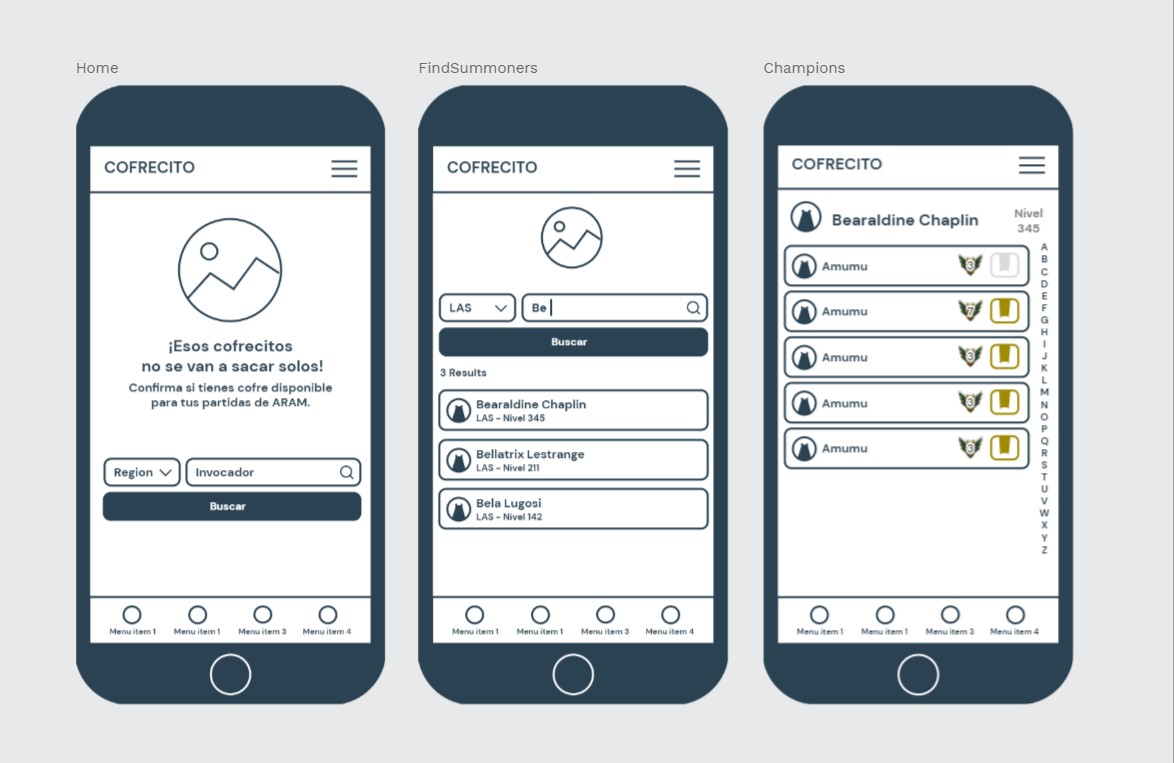 Home
COFRECITO
¡Esos cofrecitos
no se van a sacar solos!
Confirma si tienes cofre disponible
para tus partidas de ARAM.
Region
Invocador
Buscar
Menu item 1
Menu item 1
Menu item 3
Menu item 4
FindSummoners
COFRECITO
LAS
Be
Buscar
3 Results
Bearaldine Chaplin
LAS - Nivel 345
Bellatrix Lestrange
LAS - Nivel 211
Bela Lugosi
LAS - Nivel 142
Menu item 1
Menu item 1
Menu item 3
Menu item 4
Champions
COFRECITO
Bearaldine Chaplin
Nivel
345
Amumu
3
Amumu
7
Amumu
3
Amumu
3
Amumu
3
A
B
C
D
E
F
G
H
I
J
K
L
M
N
O
P
Q
R
S
T
U
V
W
X
Y
Z
Menu item 1
Menu item 1
Menu item 3
Menu item 4